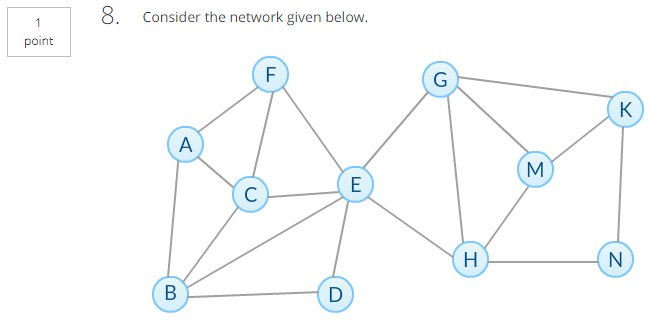 1
point
8. Consider the network given below.
F
G
K
A
M
C
E
H
N
B
D